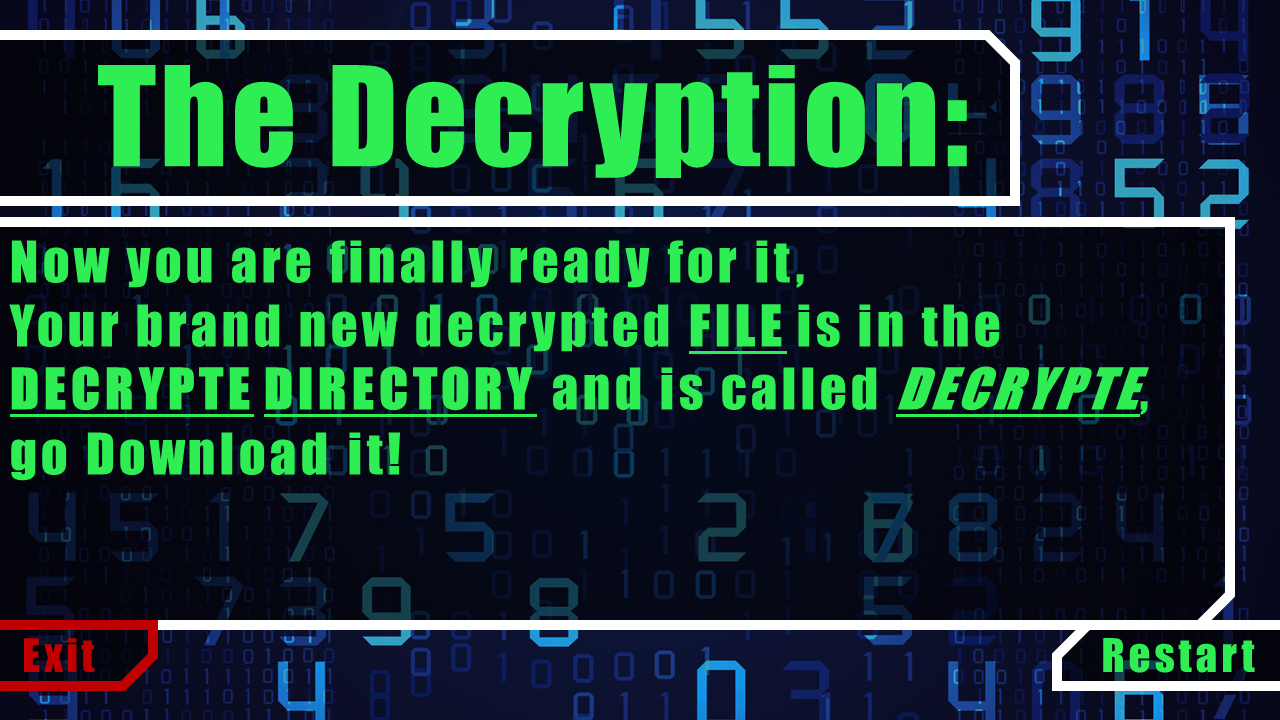 The Decryption:
Now you are finally ready for it,
Your brand new decrypted FILE is in the
DECRYPTE DIRECTORY and is called DECRYPTE,
go Download it!
Exit
Restart